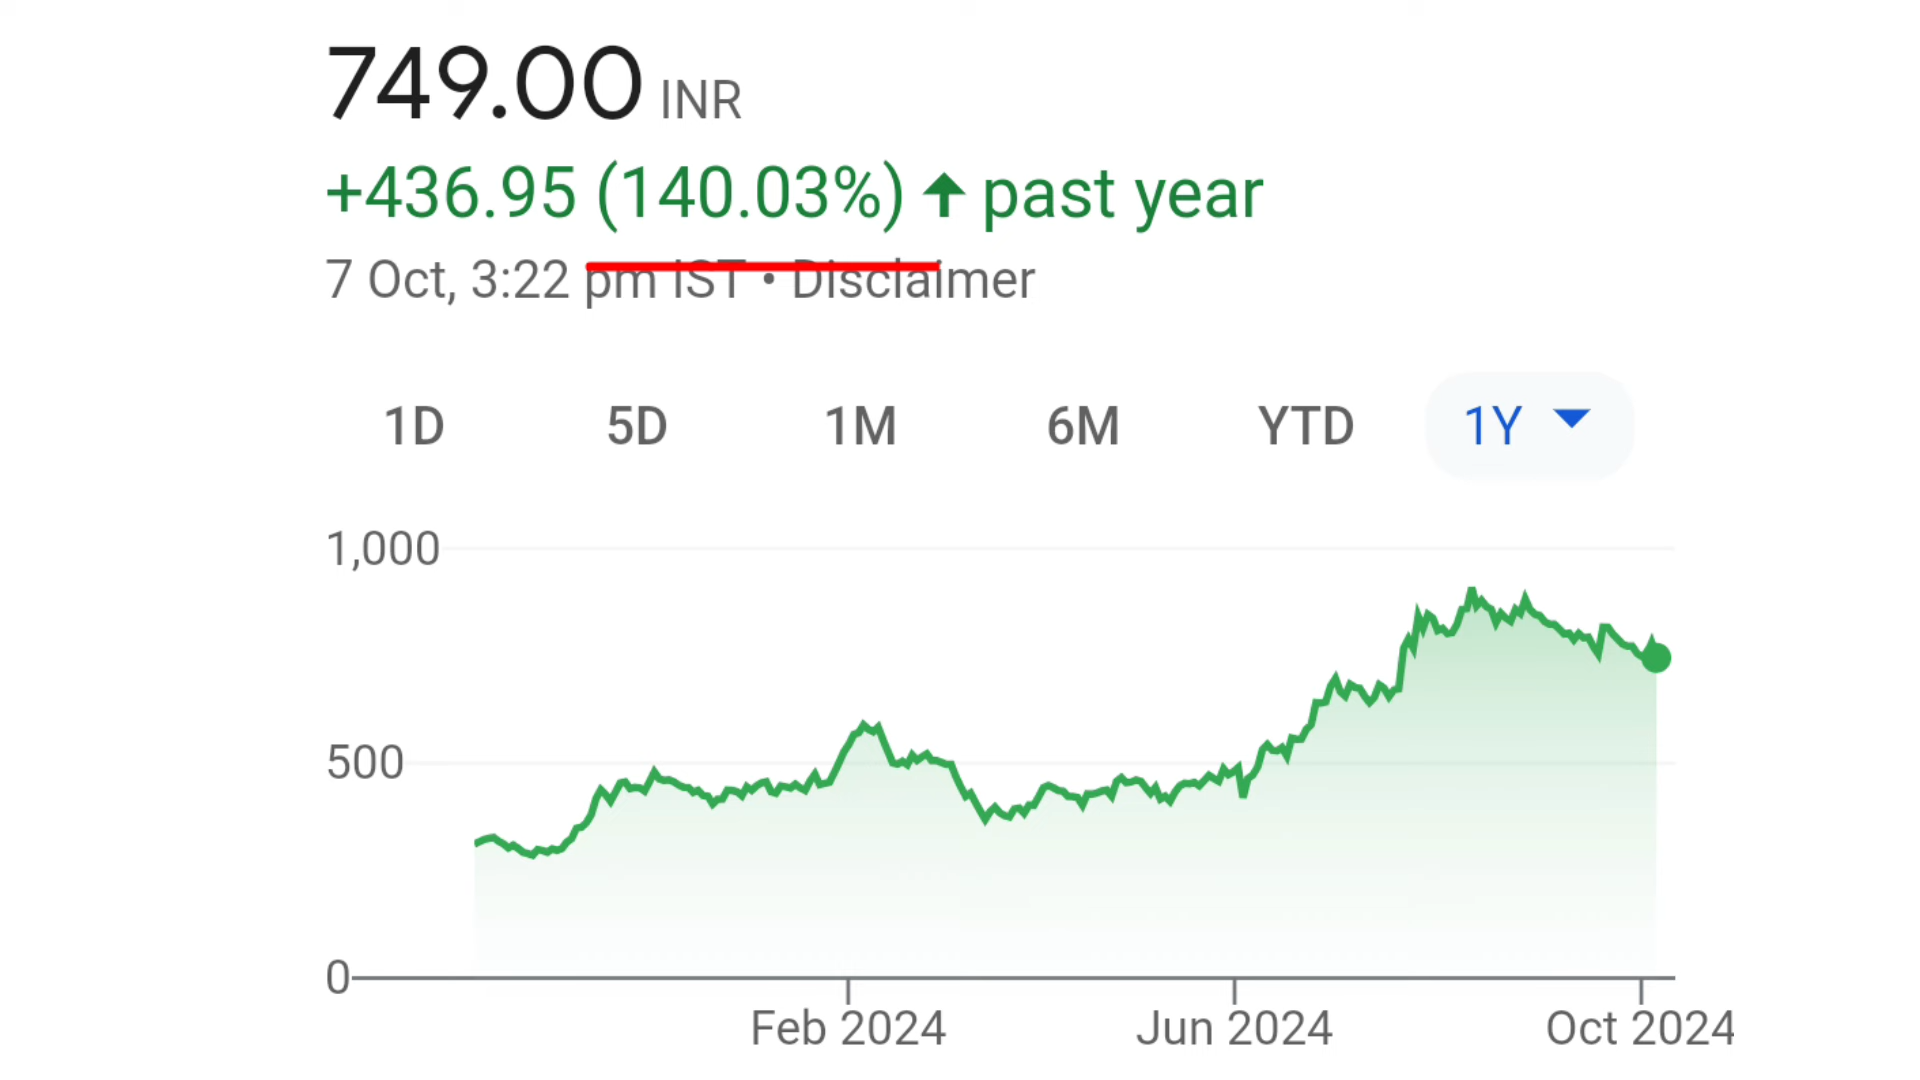 749.00 INR
+436.95 (140.03%) ↑ past year
7 Oct, 3:22 pm IST • Disclaimer
1D 5D 1M 6M YTD 1Y
1,000
500
0
Feb 2024 Jun 2024 Oct 2024